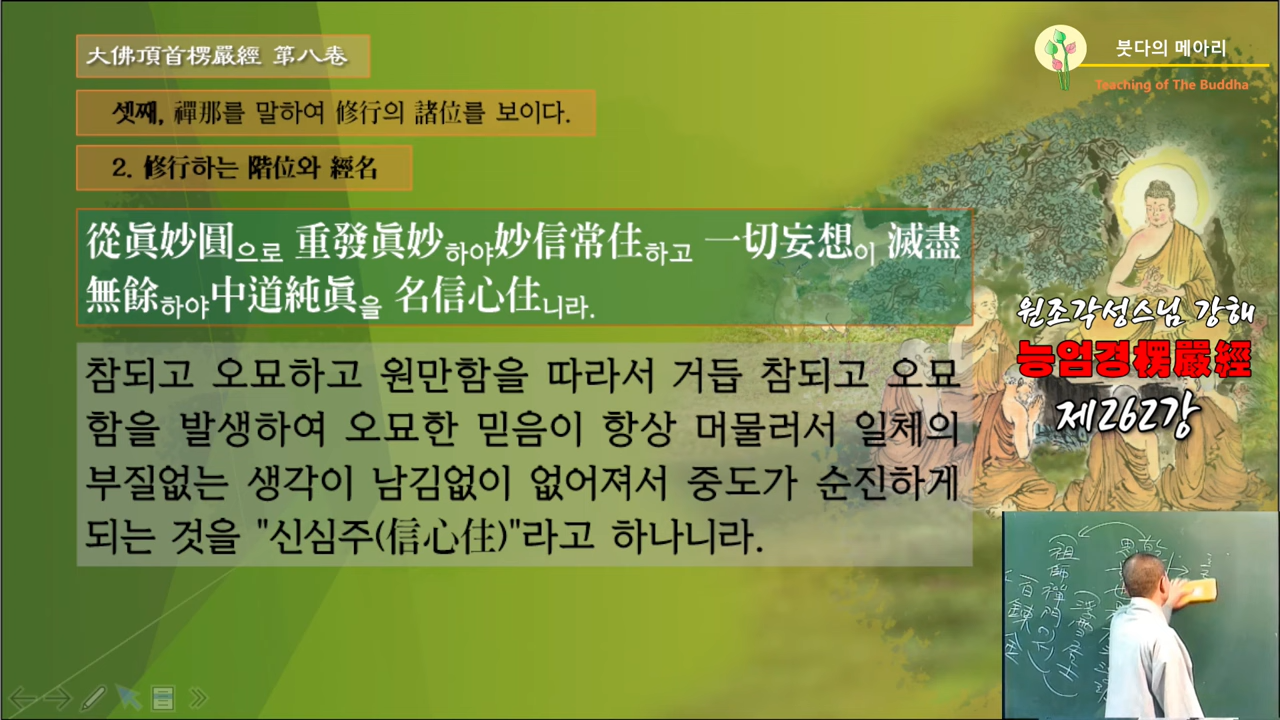 大佛頂首楞嚴經 第八卷
셋째, 禪那를 말하여 修行의 諸位를 보이다.
2. 修行하는 階位와 經名
從眞妙圓으로 重發眞妙하야妙信常住하고 一切妄想이 滅盡
無餘하야中道純眞을 名信心住니라.
참되고 오묘하고 원만함을 따라서 거듭 참되고 오묘
함을 발생하여 오묘한 믿음이 항상 머물러서 일체의
부질없는 생각이 남김없이 없어져서 중도가 순진하게
되는 것을 "신심주(信心住)"라고 하나니라.
붓다의 메아리
Teaching of The Buddha
원조각성스님 강해
능엄경楞嚴經
제262강
祖師禪門